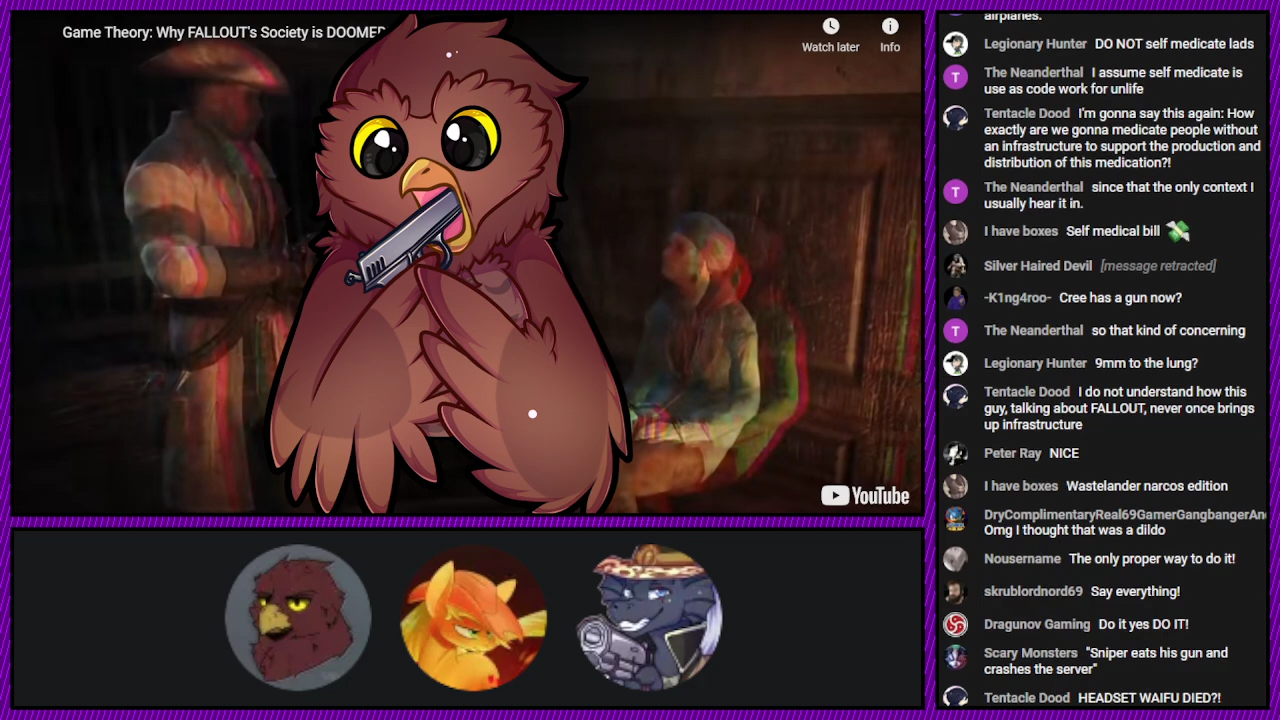 Game Theory: Why FALLOUT's Society is DOOMED
Watch later
Info
YouTube
airplanes.
Legionary Hunter DO NOT self medicate lads
T
The Neanderthal I assume self medicate is
use as code work for unlife
Tentacle Dood I'm gonna say this again: How
exactly are we gonna medicate people without
an infrastructure to support the production and
distribution of this medication?!
T
The Neanderthal since that the only context I
usually hear it in.
I have boxes Self medical bill 💸
Silver Haired Devil [message retracted]
-K1ng4roo- Cree has a gun now?
T
The Neanderthal so that kind of concerning
Legionary Hunter 9mm to the lung?
Tentacle Dood I do not understand how this
guy, talking about FALLOUT, never once brings
up infrastructure
Peter Ray NICE
I have boxes Wastelander narcos edition
DryComplimentaryReal69GamerGangbangerAn
Omg I thought that was a dildo
Nousername The only proper way to do it!
skrublordnord69 Say everything!
Dragunov Gaming Do it yes DO IT!
Scary Monsters "Sniper eats his gun and
crashes the server"
Tentacle Dood HEADSET WAIFU DIED?!